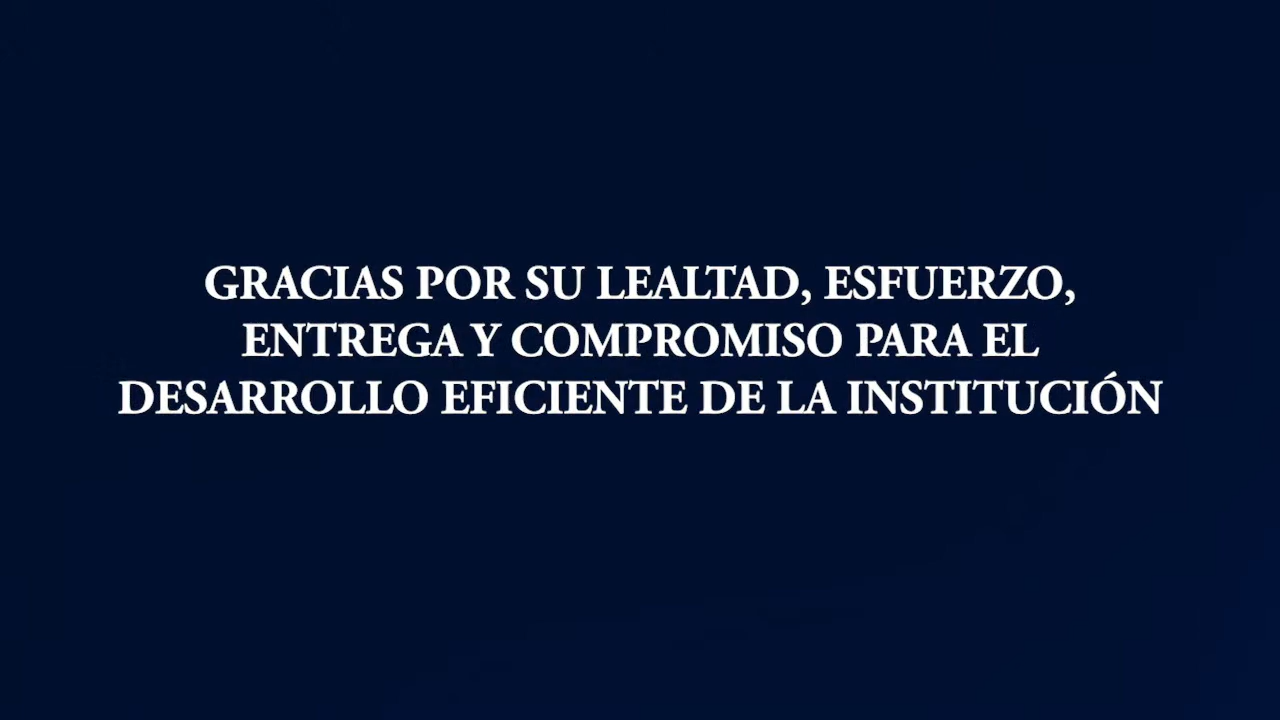 GRACIAS POR SU LEALTAD, ESFUERZO,
ENTREGA Y COMPROMISO PARA EL
DESARROLLO EFICIENTE DE LA INSTITUCIÓN